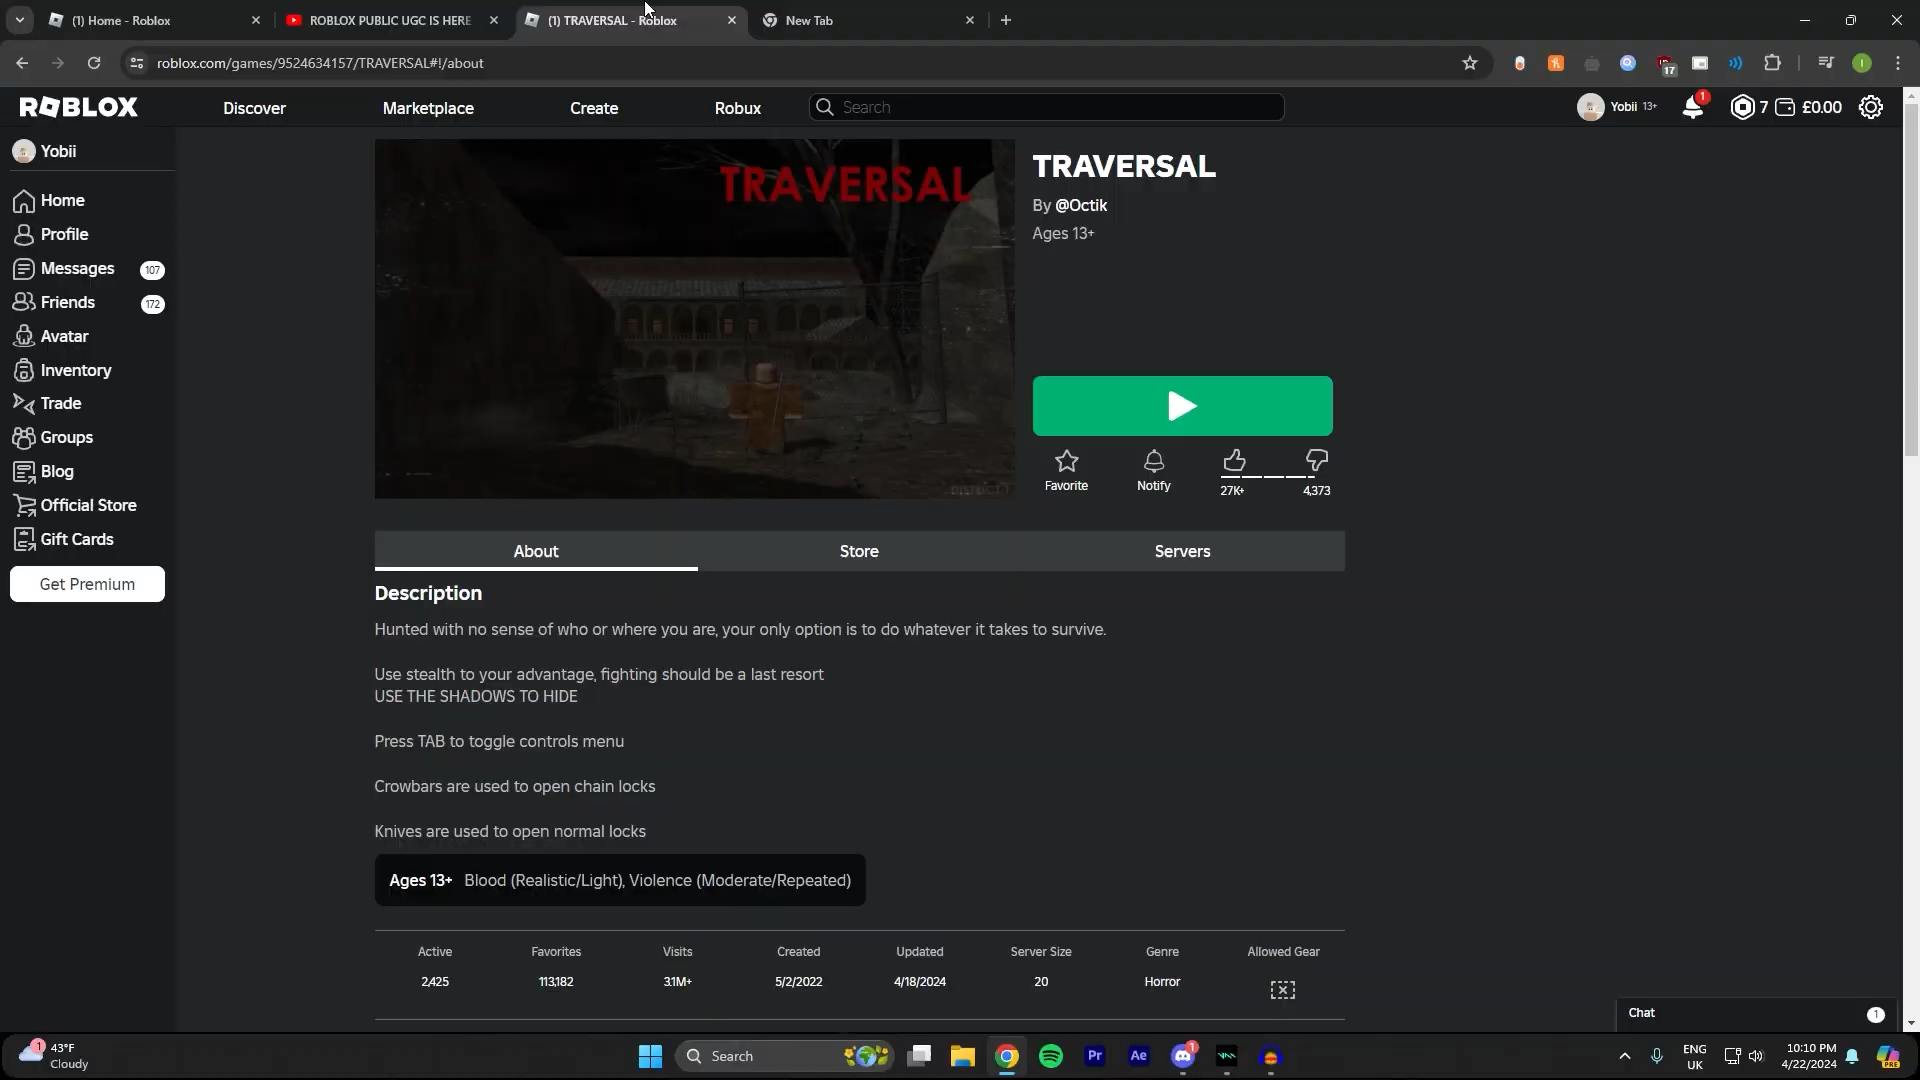 (1) Home - Roblox
ROBLOX PUBLIC UGC IS HERE
(1) TRAVERSAL - Roblox
New Tab
roblox.com/games/9524634157/TRAVERSAL#!/about
17
ROBLOX
Discover
Marketplace
Create
Robux
Search
Yobii 13+
1
7
£0.00
Yobii
Home
Profile
Messages 107
Friends 172
Avatar
Inventory
Trade
Groups
Blog
Official Store
Gift Cards
Get Premium
TRAVERSAL
TRAVERSAL
By @Octik
Ages 13+
Favorite
Notify
27K+
4,373
About
Store
Servers
Description
Hunted with no sense of who or where you are, your only option is to do whatever it takes to survive.
Use stealth to your advantage, fighting should be a last resort
USE THE SHADOWS TO HIDE
Press TAB to toggle controls menu
Crowbars are used to open chain locks
Knives are used to open normal locks
Ages 13+ Blood (Realistic/Light), Violence (Moderate/Repeated)
Active Favorites Visits Created Updated Server Size Genre Allowed Gear
2,425 113,182 3.1M+ 5/2/2022 4/18/2024 20 Horror
Chat 1
1
43°F
Cloudy
Search
Pr
Ae
1
ENG
UK
10:10 PM
4/22/2024
PRE